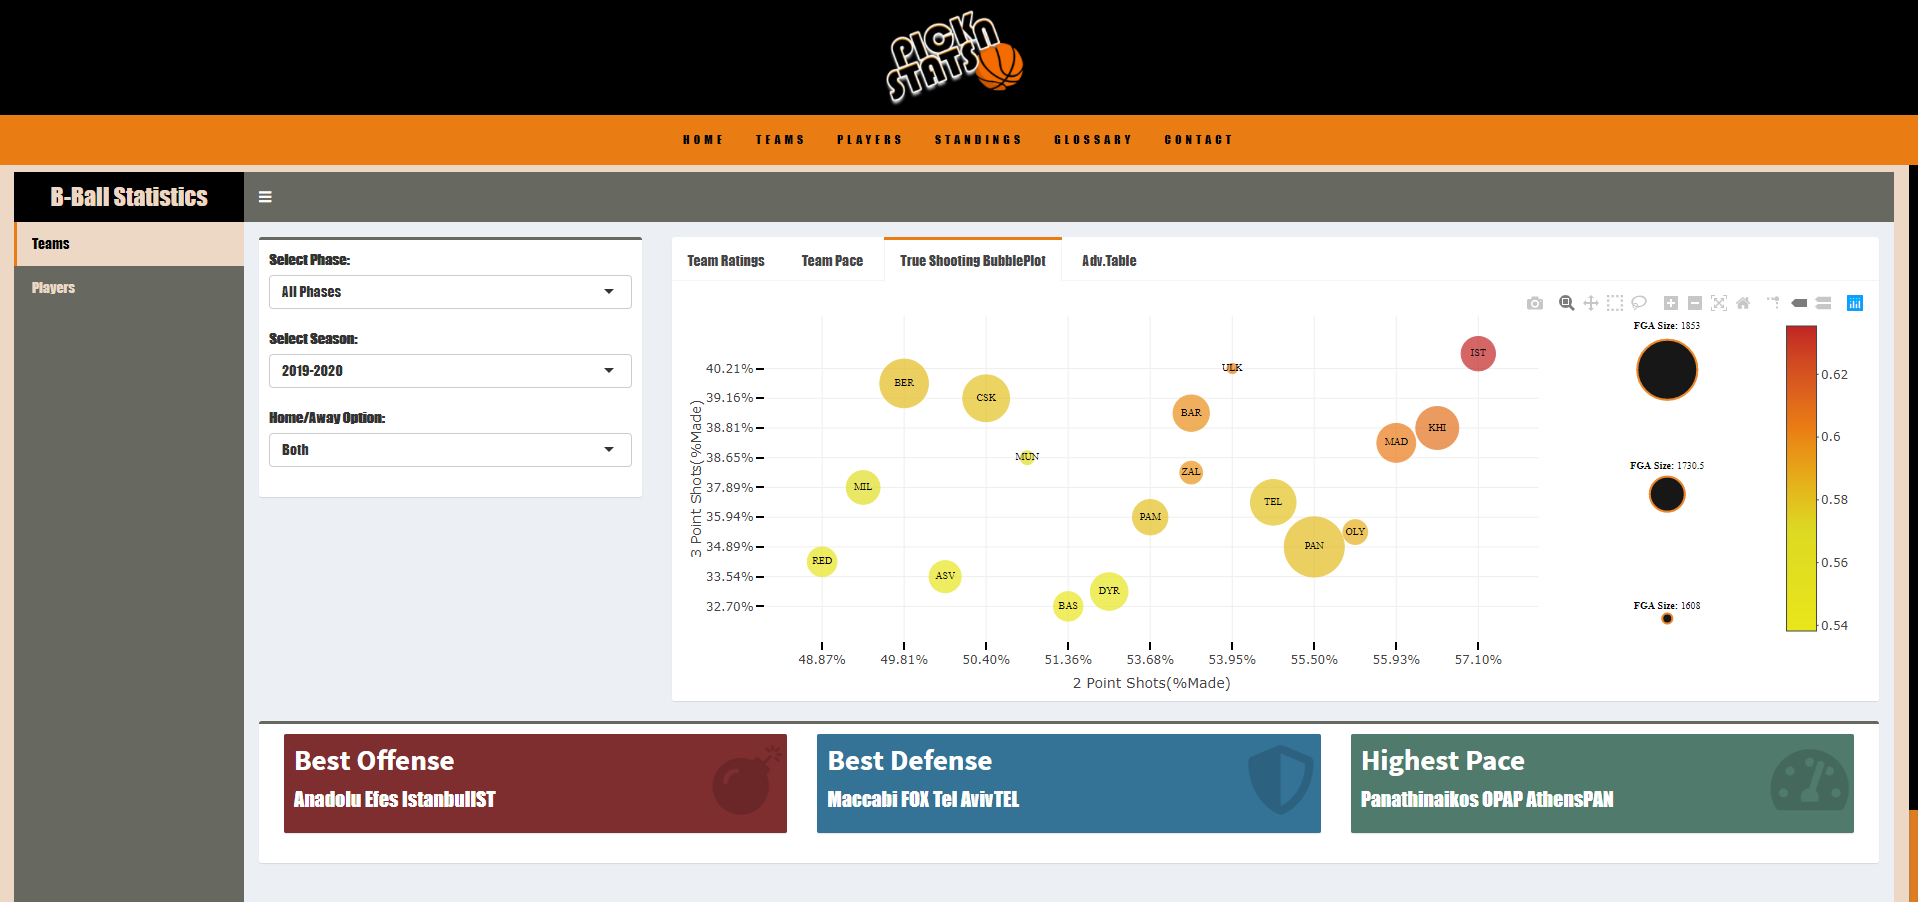 PICK N
STATS
HOME TEAMS PLAYERS STANDINGS GLOSSARY CONTACT
B-Ball Statistics
Teams
Players
Select Phase:
All Phases
Select Season:
2019-2020
Home/Away Option:
Both
Team Ratings Team Pace True Shooting BubblePlot Adv.Table
3 Point Shots(%Made)
40.21%
39.16%
38.81%
38.65%
37.89%
35.94%
34.89%
33.54%
32.70%
IST
ULK
BER
CSK
BAR
KHI
MAD
MUN
ZAL
MIL
TEL
PAM
OLY
PAN
RED
ASV
DYR
BAS
48.87% 49.81% 50.40% 51.36% 53.68% 53.95% 55.50% 55.93% 57.10%
2 Point Shots(%Made)
FGA Size: 1853
FGA Size: 1730.5
FGA Size: 1608
0.62
0.6
0.58
0.56
0.54
Best Offense
Anadolu Efes IstanbulIST
Best Defense
Maccabi FOX Tel AvivTEL
Highest Pace
Panathinaikos OPAP AthensPAN